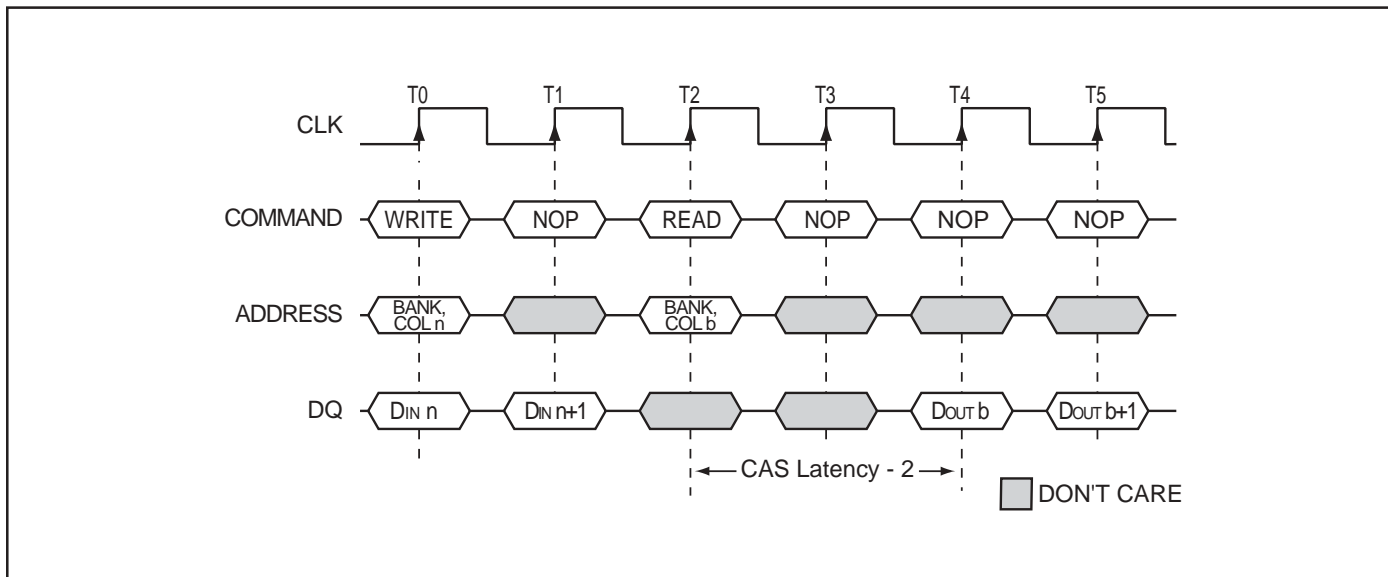 T0 T1 T2 T3 T4 T5
CLK
COMMAND WRITE NOP READ NOP NOP NOP
ADDRESS BANK, COL n BANK, COL b
DQ DIN n DIN n+1 DOUT b DOUT b+1
CAS Latency - 2
DON'T CARE